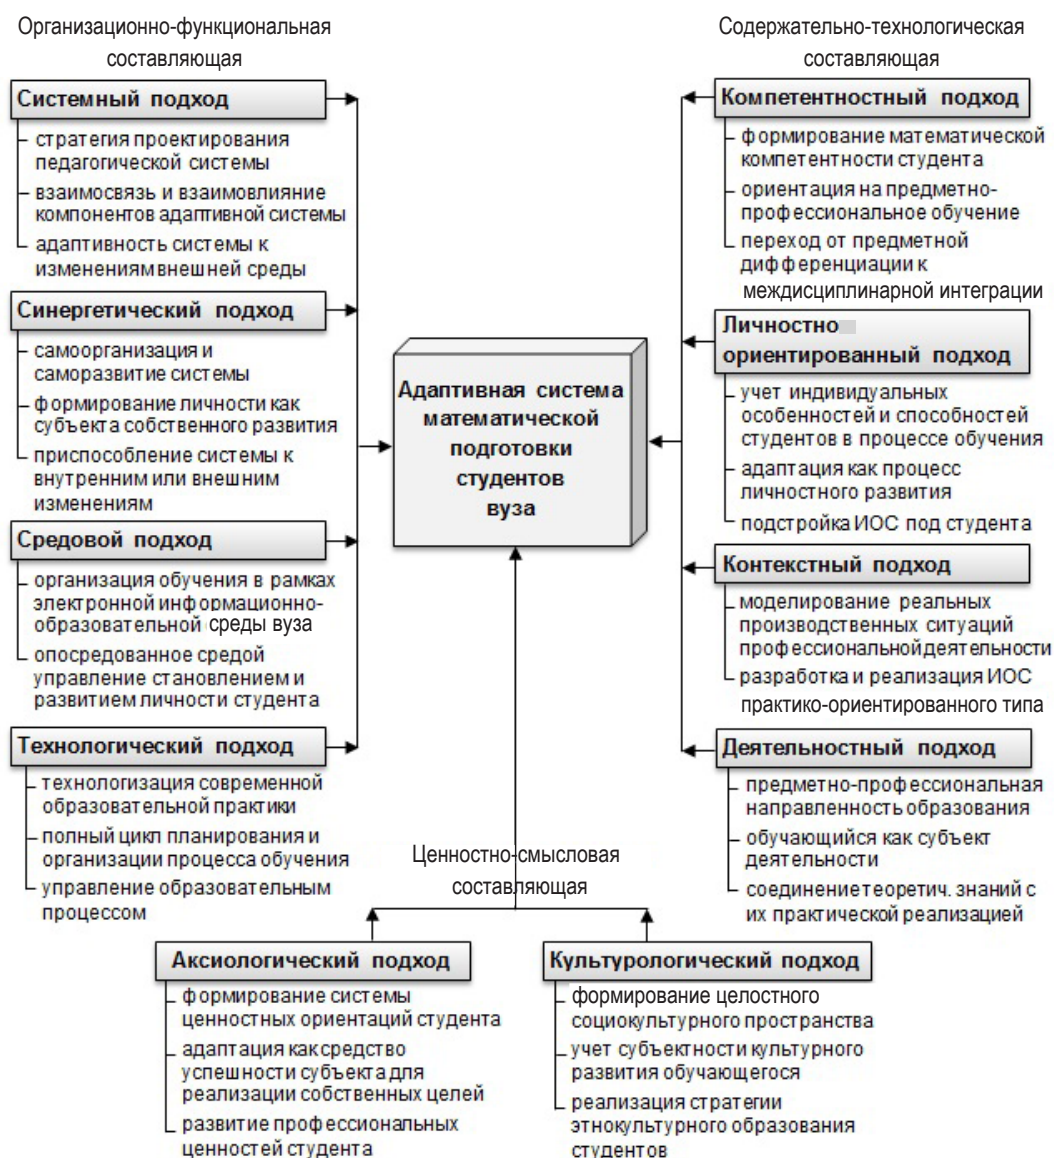 Организационно-функциональная
составляющая
Системный подход
стратегия проектирования
педагогической системы
взаимосвязь и взаимовлияние
компонентов адаптивной системы
адаптивность системы к
изменениям внешней среды
Синергетический подход
самоорганизация и
саморазвитие системы
формирование личности как
субъекта собственного развития
приспособление системы к
внутренним или внешним
изменениям
Средовой подход
организация обучения в рамках
электронной информационно-
образовательной среды вуза
опосредованное средой
управление становлением и
развитием личности студента
Технологический подход
технологизация современной
образовательной практики
полный цикл планирования и
организации процесса обучения
управление образовательным
процессом
Адаптивная система
математической
подготовки
студентов
вуза
Содержательно-технологическая
составляющая
Компетентностный подход
формирование математической
компетентности студента
ориентация на предметно-
профессиональное обучение
переход от предметной
дифференциации к
междисциплинарной интеграции
Личностно
ориентированный подход
учет индивидуальных
особенностей и способностей
студентов в процессе обучения
адаптация как процесс
личностного развития
подстройка ИОС под студента
Контекстный подход
моделирование реальных
производственных ситуаций
профессиональной деятельности
разработка и реализация ИОС
практико-ориентированного типа
Деятельностный подход
предметно-профессиональная
направленность образования
обучающийся как субъект
деятельности
соединение теоретич. знаний с
их практической реализацией
Ценностно-смысловая
составляющая
Аксиологический подход
формирование системы
ценностных ориентаций студента
адаптация как средство
успешности субъекта для
реализации собственных целей
развитие профессиональных
ценностей студента
Культурологический подход
формирование целостного
социокультурного пространства
учет субъектности культурного
развития обучающегося
реализация стратегии
этнокультурного образования
студентов